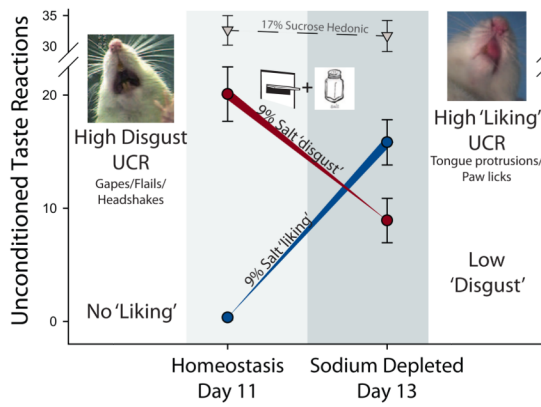 Unconditioned Taste Reactions
35
30
20
10
0
17% Sucrose Hedonic
High Disgust
UCR
Gapes/Flails/
Headshakes
No 'Liking'
+
9% Salt 'disgust'
9% Salt 'liking'
High 'Liking'
UCR
Tongue protrusions/
Paw licks
Low
'Disgust'
Homeostasis
Day 11
Sodium Depleted
Day 13